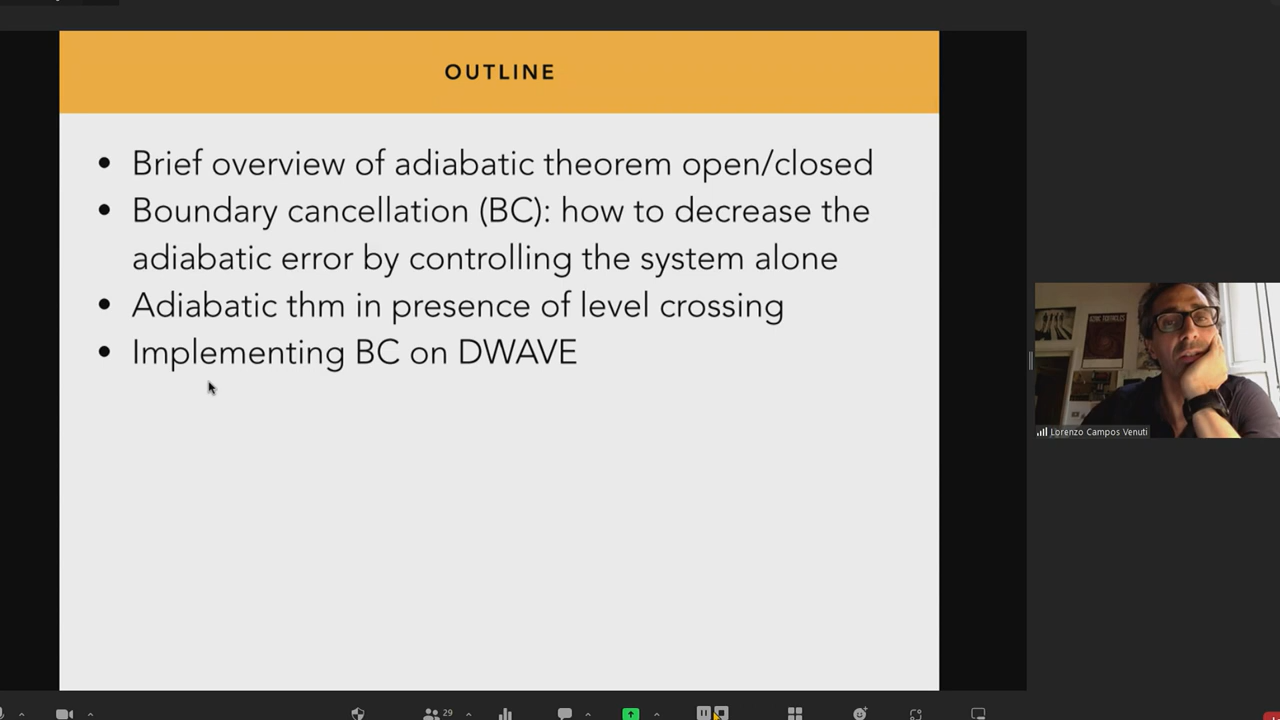 OUTLINE
• Brief overview of adiabatic theorem open/closed
• Boundary cancellation (BC): how to decrease the
adiabatic error by controlling the system alone
• Adiabatic thm in presence of level crossing
• Implementing BC on DWAVE
Lorenzo Campos Venuti
29